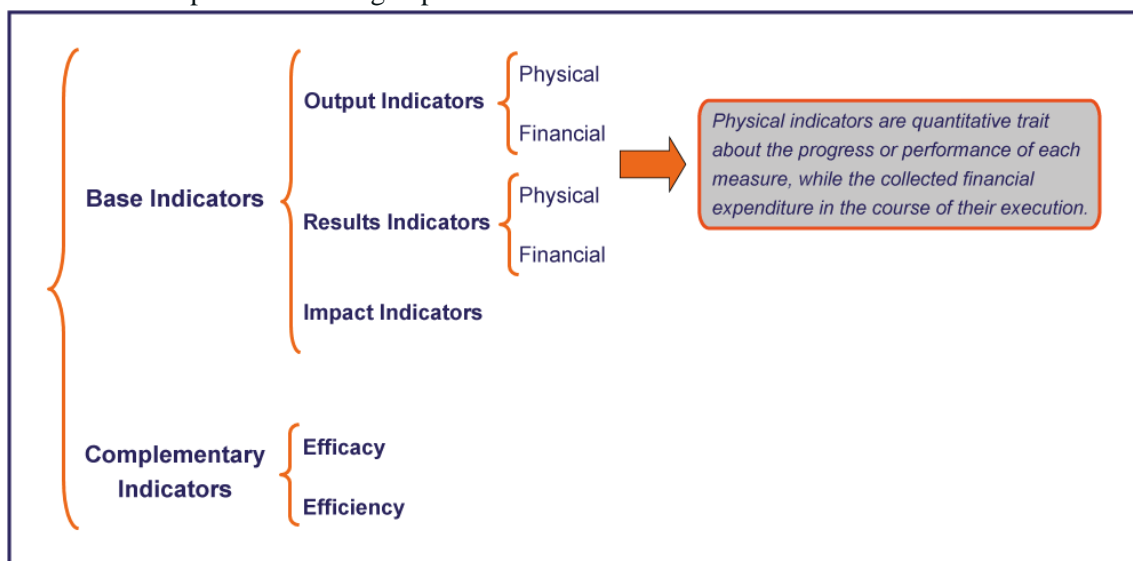 Base Indicators
Output Indicators
Physical
Financial
Results Indicators
Physical
Financial
Impact Indicators
Physical indicators are quantitative trait
about the progress or performance of each
measure, while the collected financial
expenditure in the course of their execution.
Complementary
Indicators
Efficacy
Efficiency